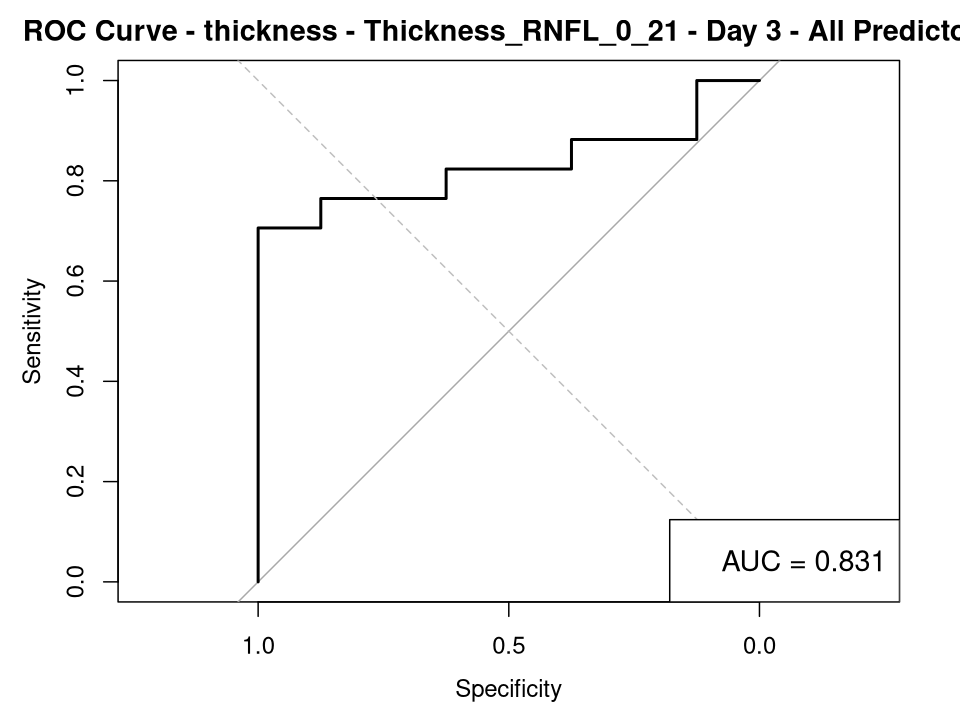 ROC Curve - thickness - Thickness_RNFL_0_21 - Day 3 - All Predicto
1.0
0.8
0.6
0.4
0.2
0.0
Sensitivity
AUC = 0.831
1.0 0.5 0.0
Specificity